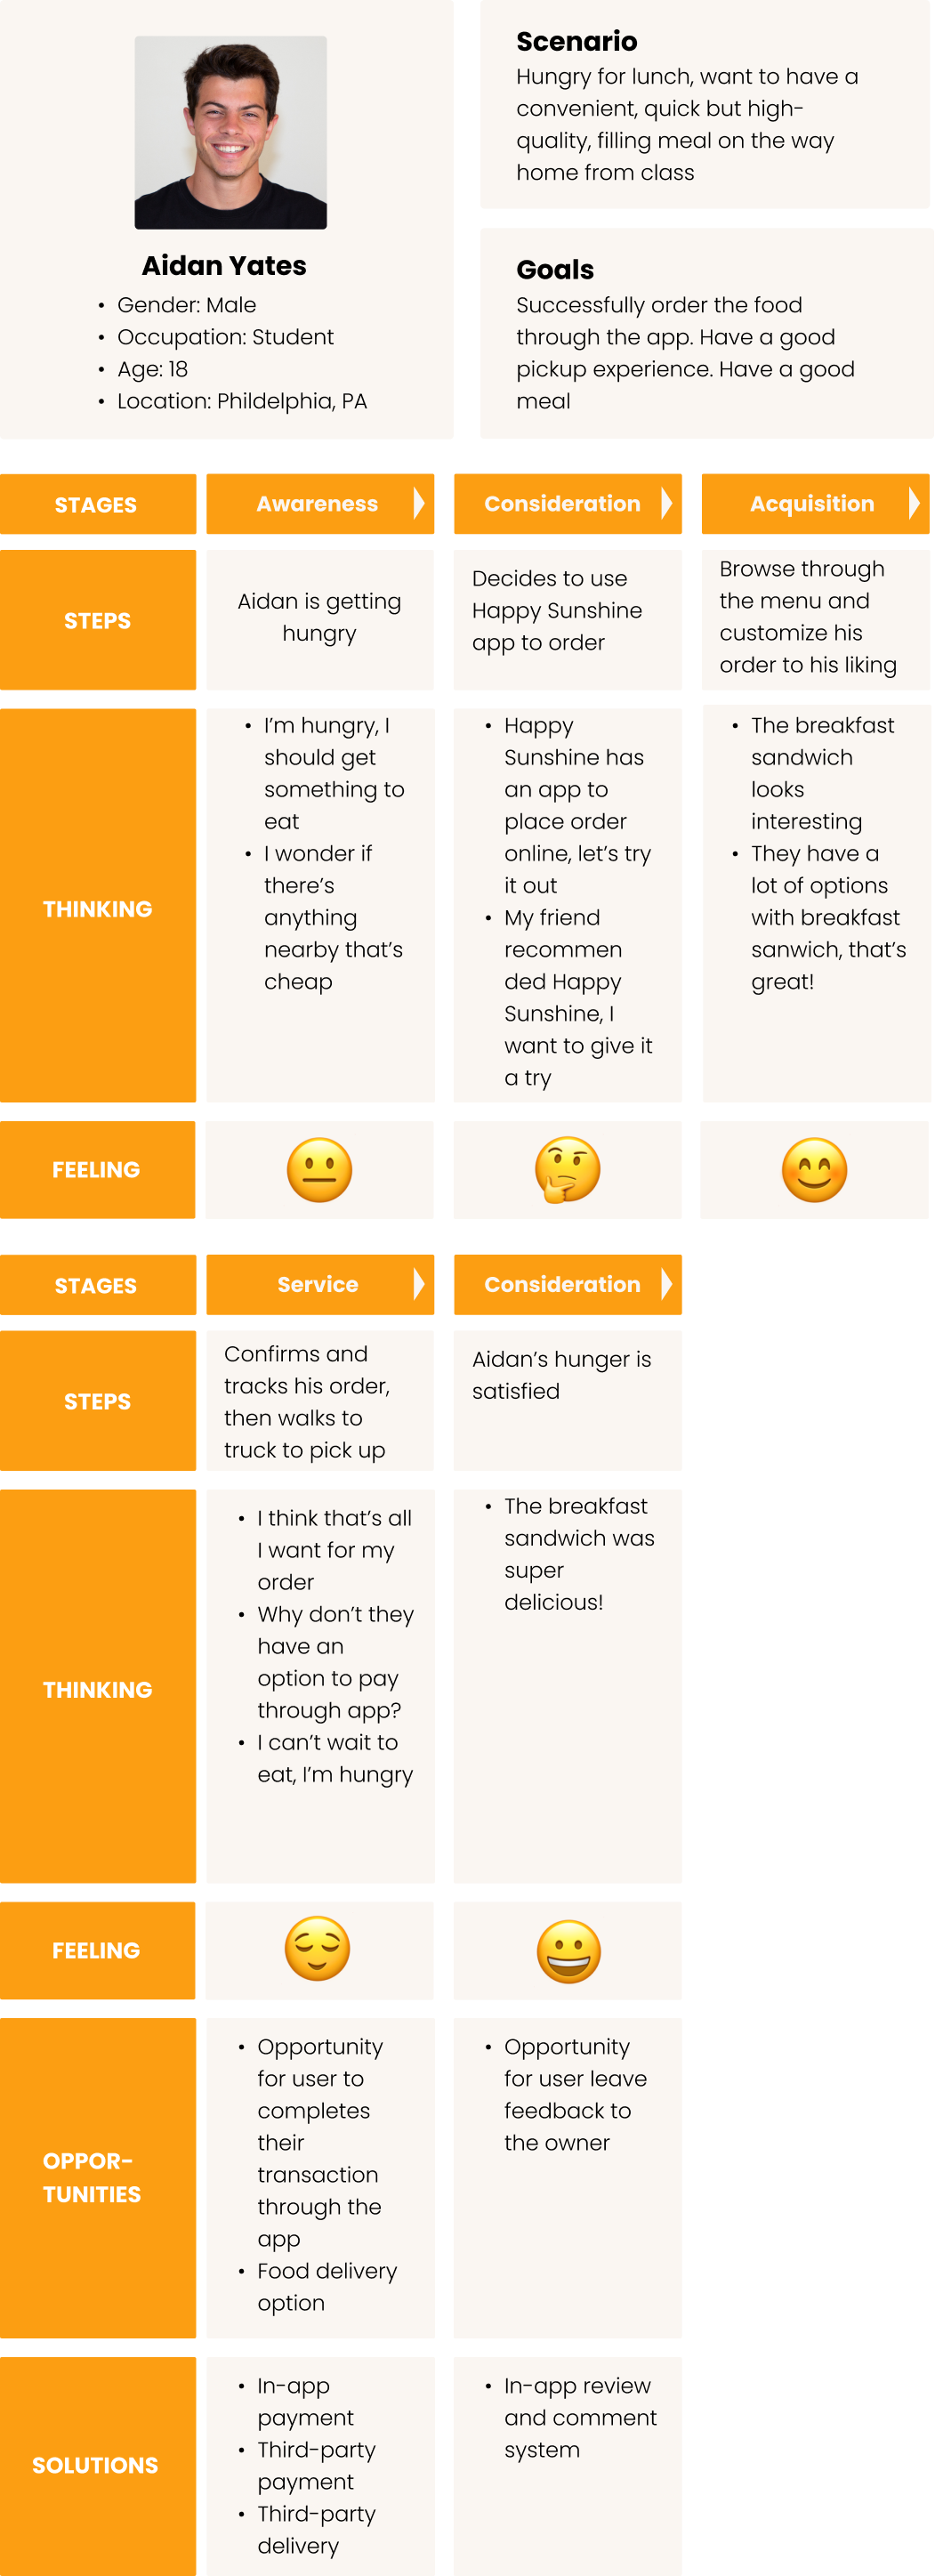 Aidan Yates
• Gender: Male
• Occupation: Student
• Age: 18
• Location: Phildelphia, PA
Scenario
Hungry for lunch, want to have a
convenient, quick but high-
quality, filling meal on the way
home from class
Goals
Successfully order the food
through the app. Have a good
pickup experience. Have a good
meal
STAGES
Awareness
Consideration
Acquisition
STEPS
Aidan is getting
hungry
Decides to use
Happy Sunshine
app to order
Browse through
the menu and
customize his
order to his liking
THINKING
• I'm hungry, I
should get
something to
eat
• I wonder if
there's
anything
nearby that's
cheap
• Happy
Sunshine has
an app to
place order
online, let's try
it out
• My friend
recommen
ded Happy
Sunshine, I
want to give it
a try
• The breakfast
sandwich
looks
interesting
• They have a
lot of options
with breakfast
sanwich, that's
great!
FEELING
STAGES
Service
Consideration
STEPS
Confirms and
tracks his order,
then walks to
truck to pick up
Aidan's hunger is
satisfied
THINKING
• I think that's all
I want for my
order
• Why don't they
have an
option to pay
through app?
• I can't wait to
eat, I'm hungry
• The breakfast
sandwich was
super
delicious!
FEELING
OPPOR-
TUNITIES
• Opportunity
for user to
completes
their
transaction
through the
app
• Food delivery
option
• Opportunity
for user leave
feedback to
the owner
SOLUTIONS
• In-app
payment
• Third-party
payment
• Third-party
delivery
• In-app review
and comment
system